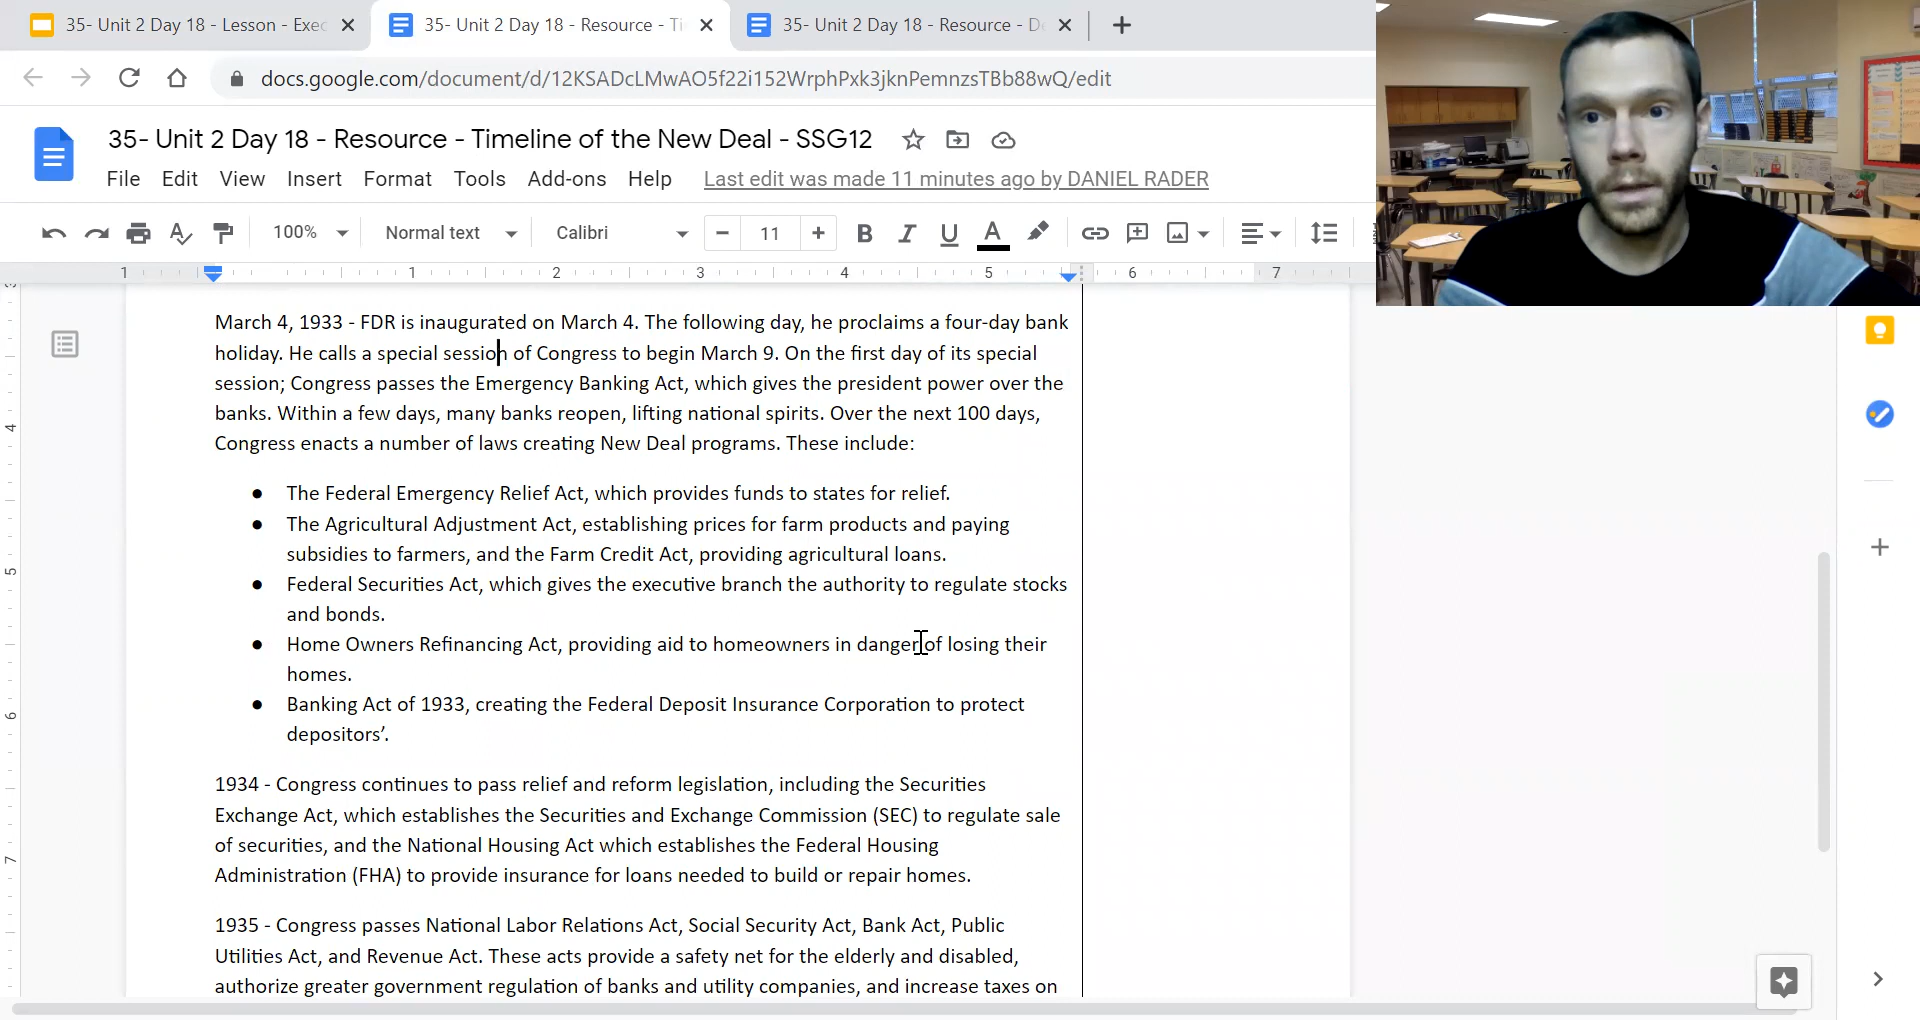 35- Unit 2 Day 18 - Lesson - Exec
35- Unit 2 Day 18 - Resource - Ti
35- Unit 2 Day 18 - Resource - De
docs.google.com/document/d/12KSADcLMwAO5f22i152WrphPxk3jknPemnzsTBb88wQ/edit
35- Unit 2 Day 18 - Resource - Timeline of the New Deal - SSG12
File Edit View Insert Format Tools Add-ons Help Last edit was made 11 minutes ago by DANIEL RADER
100% Normal text Calibri 11 B I U A
1 1 2 3 4 5 6 7
March 4, 1933 - FDR is inaugurated on March 4. The following day, he proclaims a four-day bank
holiday. He calls a special session of Congress to begin March 9. On the first day of its special
session; Congress passes the Emergency Banking Act, which gives the president power over the
banks. Within a few days, many banks reopen, lifting national spirits. Over the next 100 days,
Congress enacts a number of laws creating New Deal programs. These include:
● The Federal Emergency Relief Act, which provides funds to states for relief.
● The Agricultural Adjustment Act, establishing prices for farm products and paying
subsidies to farmers, and the Farm Credit Act, providing agricultural loans.
● Federal Securities Act, which gives the executive branch the authority to regulate stocks
and bonds.
● Home Owners Refinancing Act, providing aid to homeowners in danger of losing their
homes.
● Banking Act of 1933, creating the Federal Deposit Insurance Corporation to protect
depositors’.
1934 - Congress continues to pass relief and reform legislation, including the Securities
Exchange Act, which establishes the Securities and Exchange Commission (SEC) to regulate sale
of securities, and the National Housing Act which establishes the Federal Housing
Administration (FHA) to provide insurance for loans needed to build or repair homes.
1935 - Congress passes National Labor Relations Act, Social Security Act, Bank Act, Public
Utilities Act, and Revenue Act. These acts provide a safety net for the elderly and disabled,
authorize greater government regulation of banks and utility companies, and increase taxes on
4
5
6
7